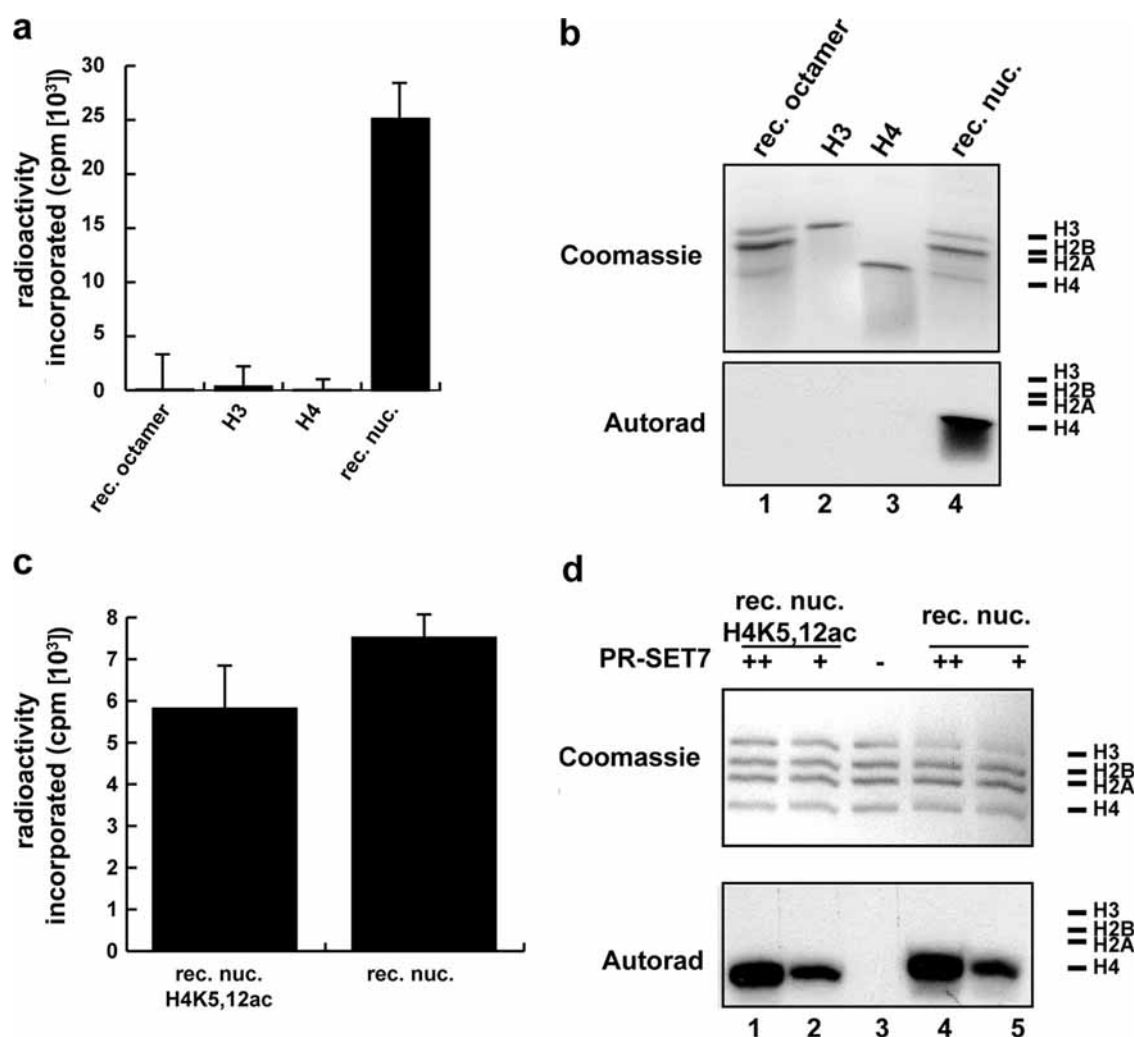 a
radioactivity
incorporated (cpm [10³])
30
25
20
15
10
5
0
rec. octamer
H3
H4
rec. nuc.
b
rec. octamer
H3
H4
rec. nuc.
Coomassie
H3
H2B
H2A
H4
Autorad
H3
H2B
H2A
H4
1 2 3 4
c
radioactivity
incorporated (cpm [10³])
8
7
6
5
4
3
2
1
0
rec. nuc.
H4K5,12ac
rec. nuc.
d
rec. nuc.
H4K5,12ac
rec. nuc.
PR-SET7 ++ + - ++ +
Coomassie
H3
H2B
H2A
H4
Autorad
H3
H2B
H2A
H4
1 2 3 4 5